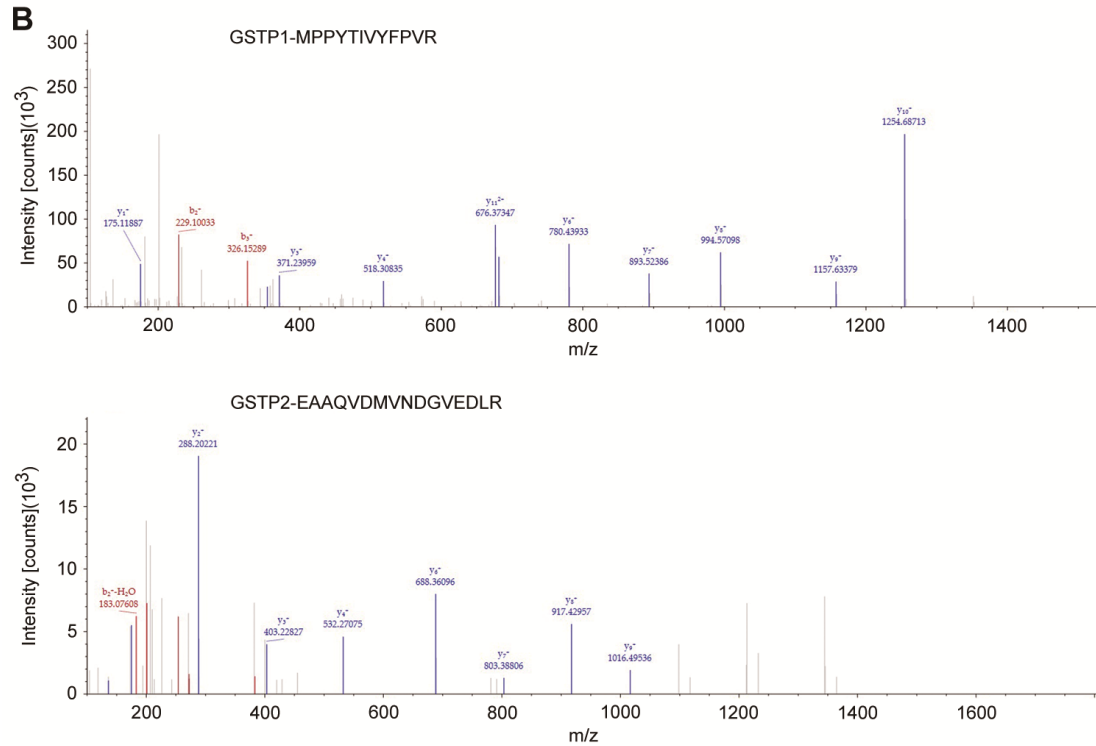 B
GSTP1-MPPYTIVYFPVR
Intensity [counts](10³)
300
250
200
150
100
50
0
y₁⁻
175.11887
b₂⁻
229.10033
b₃⁻
326.15289
y₃⁻
371.23959
y₄⁻
518.30835
y₁₁²⁻
676.37347
y₆⁻
780.43933
y₇⁻
893.52386
y₈⁻
994.57098
y₉⁻
1157.63379
y₁₀⁻
1254.68713
200 400 600 800 1000 1200 1400
m/z
GSTP2-EAAQVDMVNDGVEDLR
Intensity [counts](10³)
20
15
10
5
0
b₂⁻-H₂O
183.07608
y₂⁻
288.20221
y₃⁻
403.22827
y₄⁻
532.27075
y₆⁻
688.36096
y₇⁻
803.38806
y₈⁻
917.42957
y₉⁻
1016.49536
200 400 600 800 1000 1200 1400 1600
m/z